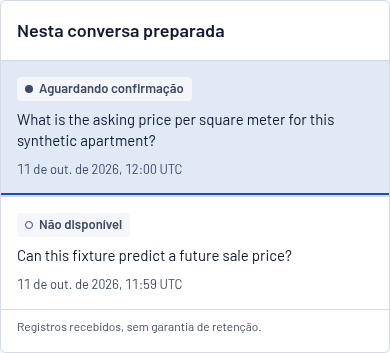 Nesta conversa preparada
Aguardando confirmação
What is the asking price per square meter for this
synthetic apartment?
11 de out. de 2026, 12:00 UTC
Não disponível
Can this fixture predict a future sale price?
11 de out. de 2026, 11:59 UTC
Registros recebidos, sem garantia de retenção.